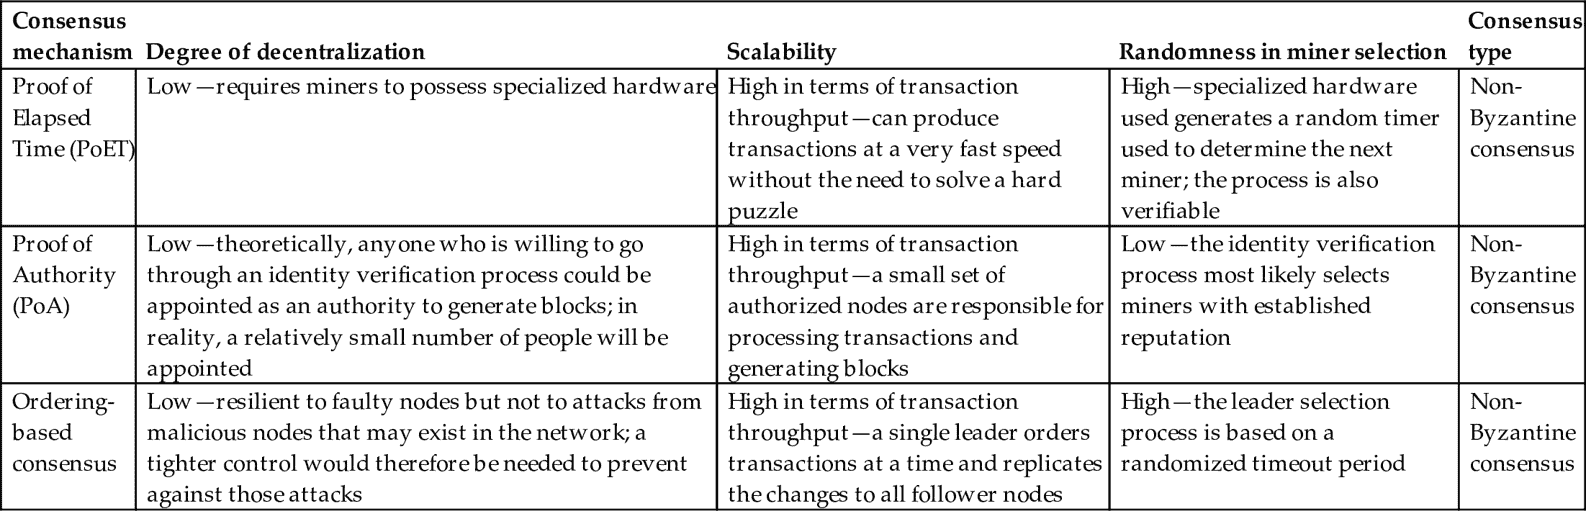 Consensus mechanism
Degree of decentralization
Scalability
Randomness in miner selection
Consensus type
Proof of
Elapsed
Time (PoET)
Low—requires miners to possess specialized hardware
High in terms of transaction
throughput—can produce
transactions at a very fast speed
without the need to solve a hard
puzzle
High—specialized hardware
used generates a random timer
used to determine the next
miner; the process is also
verifiable
Non-
Byzantine
consensus
Proof of
Authority
(PoA)
Low—theoretically, anyone who is willing to go
through an identity verification process could be
appointed as an authority to generate blocks; in
reality, a relatively small number of people will be
appointed
High in terms of transaction
throughput—a small set of
authorized nodes are responsible for
processing transactions and
generating blocks
Low—the identity verification
process most likely selects
miners with established
reputation
Non-
Byzantine
consensus
Ordering-
based
consensus
Low—resilient to faulty nodes but not to attacks from
malicious nodes that may exist in the network; a
tighter control would therefore be needed to prevent
against those attacks
High in terms of transaction
throughput—a single leader orders
transactions at a time and replicates
the changes to all follower nodes
High—the leader selection
process is based on a
randomized timeout period
Non-
Byzantine
consensus